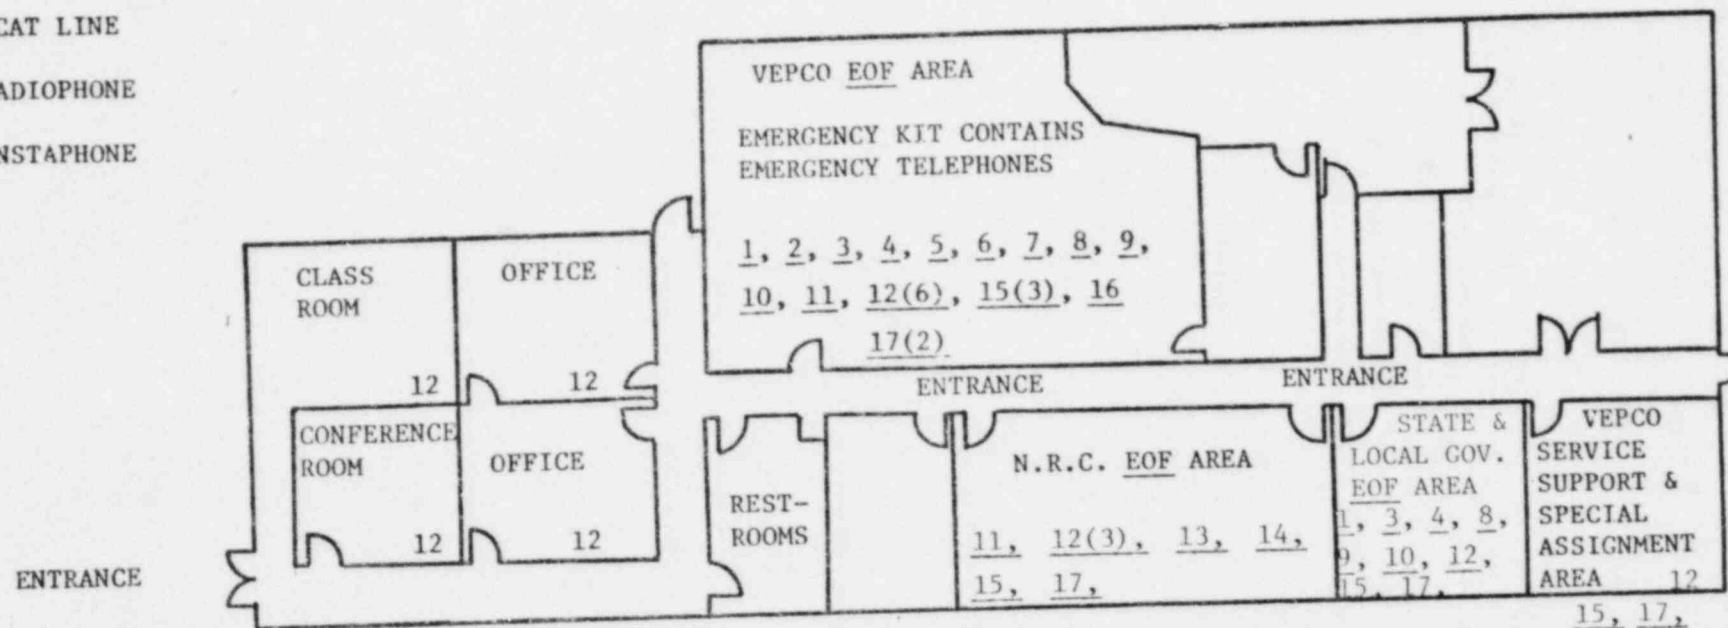 CAT LINE
ADIOPHONE
NSTAPHONE
VEPCO EOF AREA
EMERGENCY KIT CONTAINS
EMERGENCY TELEPHONES
1, 2, 3, 4, 5, 6, 7, 8, 9,
10, 11, 12(6), 15(3), 16
17(2)
CLASS
ROOM
12
OFFICE
12
CONFERENCE
ROOM
12
OFFICE
12
ENTRANCE
ENTRANCE
ENTRANCE
REST-
ROOMS
N.R.C. EOF AREA
11, 12(3), 13, 14,
15, 17,
STATE &
LOCAL GOV.
EOF AREA
1, 3, 4, 8,
9, 10, 12,
15, 17,
VEPCO
SERVICE
SUPPORT &
SPECIAL
ASSIGNMENT
AREA 12
15, 17,